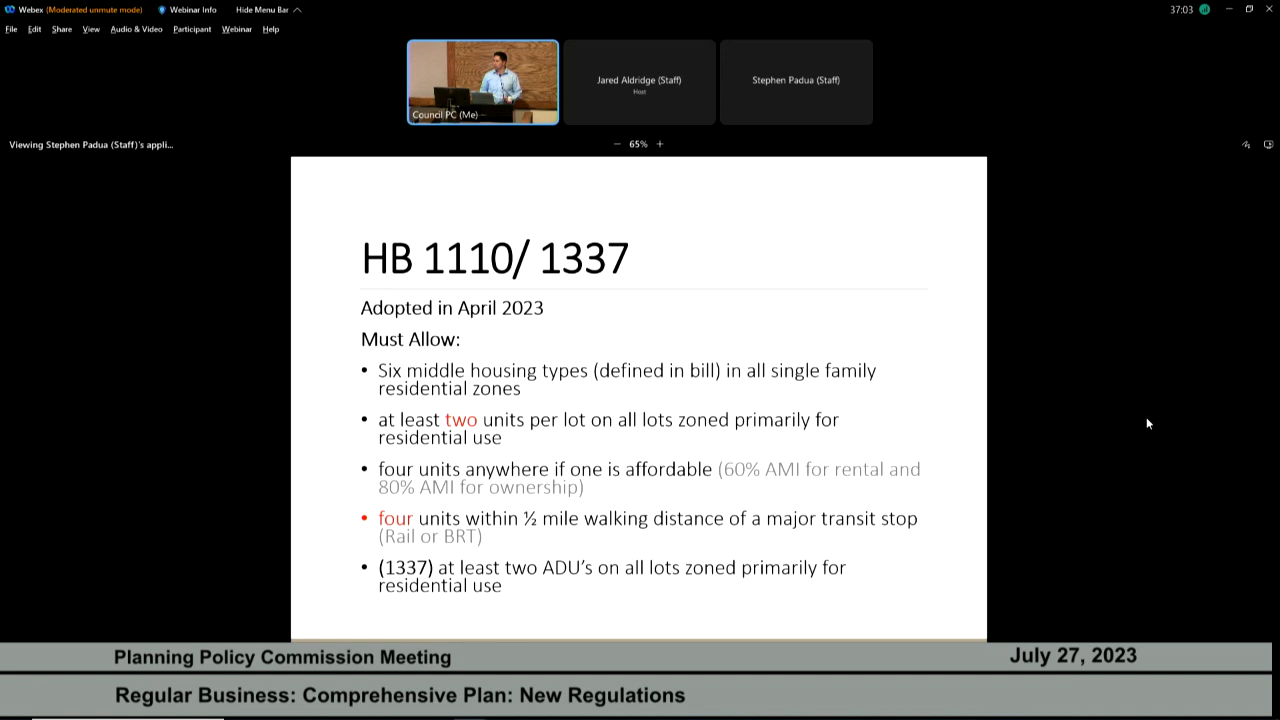 Webex (Moderated unmute mode) Webinar Info Hide Menu Bar 37:03
File Edit Share View Audio & Video Participant Webinar Help
Council PC (Me)
Jared Aldridge (Staff)
Host
Stephen Padua (Staff)
Viewing Stephen Padua (Staff)'s appli...
65%
HB 1110/ 1337
Adopted in April 2023
Must Allow:
• Six middle housing types (defined in bill) in all single family
residential zones
• at least two units per lot on all lots zoned primarily for
residential use
• four units anywhere if one is affordable (60% AMI for rental and
80% AMI for ownership)
• four units within ½ mile walking distance of a major transit stop
(Rail or BRT)
• (1337) at least two ADU’s on all lots zoned primarily for
residential use
Planning Policy Commission Meeting July 27, 2023
Regular Business: Comprehensive Plan: New Regulations